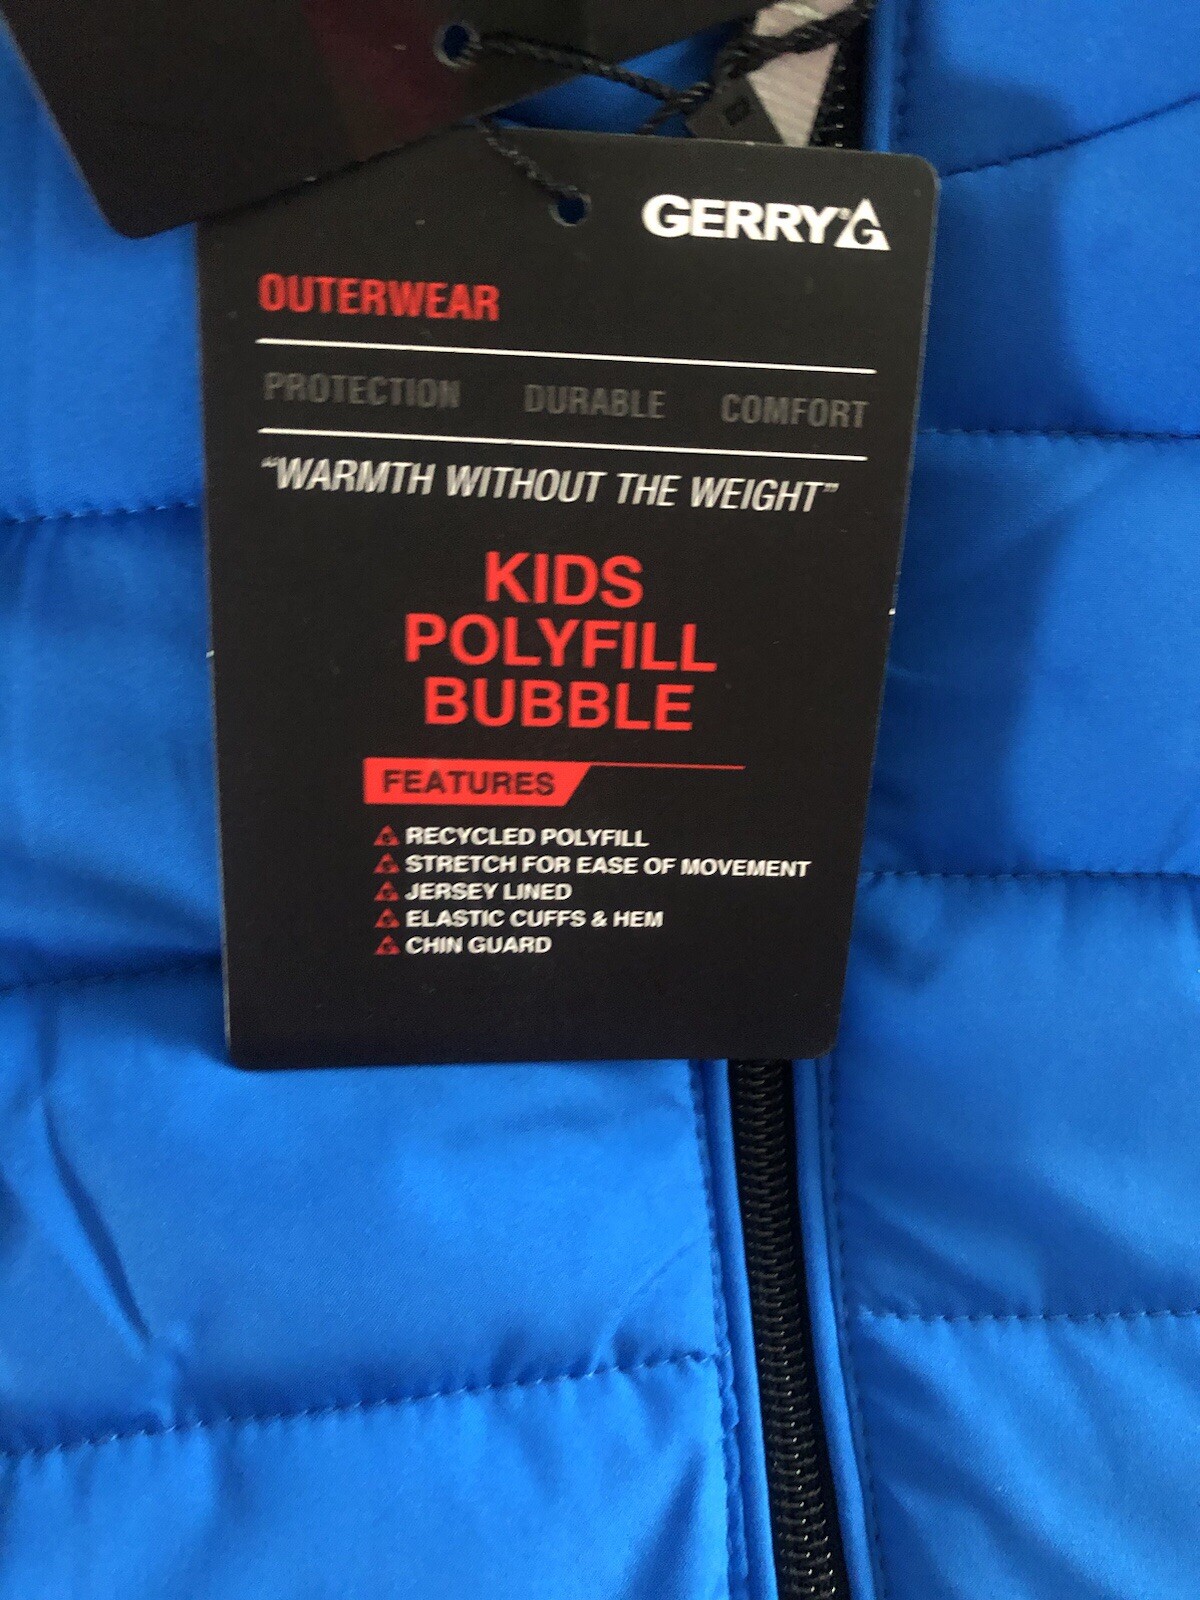 GERRY
OUTERWEAR
PROTECTION DURABLE COMFORT
“WARMTH WITHOUT THE WEIGHT”
KIDS
POLYFILL
BUBBLE
FEATURES
RECYCLED POLYFILL
STRETCH FOR EASE OF MOVEMENT
JERSEY LINED
ELASTIC CUFFS & HEM
CHIN GUARD